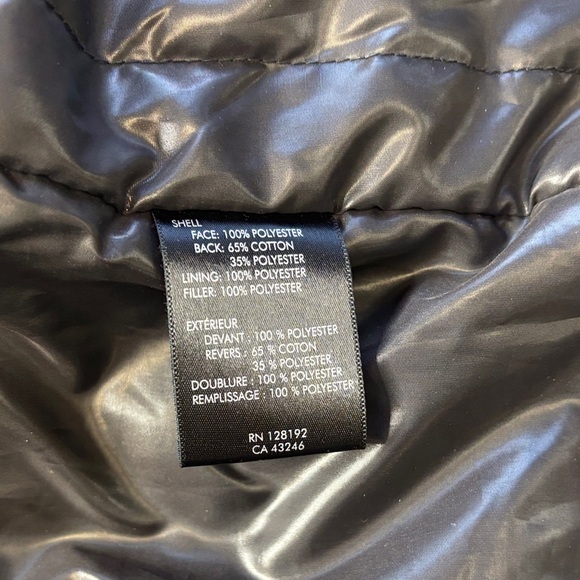 SHELL
FACE: 100% POLYESTER
BACK: 65% COTTON
35% POLYESTER
LINING: 100% POLYESTER
FILLER: 100% POLYESTER
EXTÉRIEUR
DEVANT : 100 % POLYESTER
REVERS : 65 % COTON
35 % POLYESTER
DOUBLURE : 100 % POLYESTER
REMPLISSAGE : 100 % POLYESTER
RN 128192
CA 43246